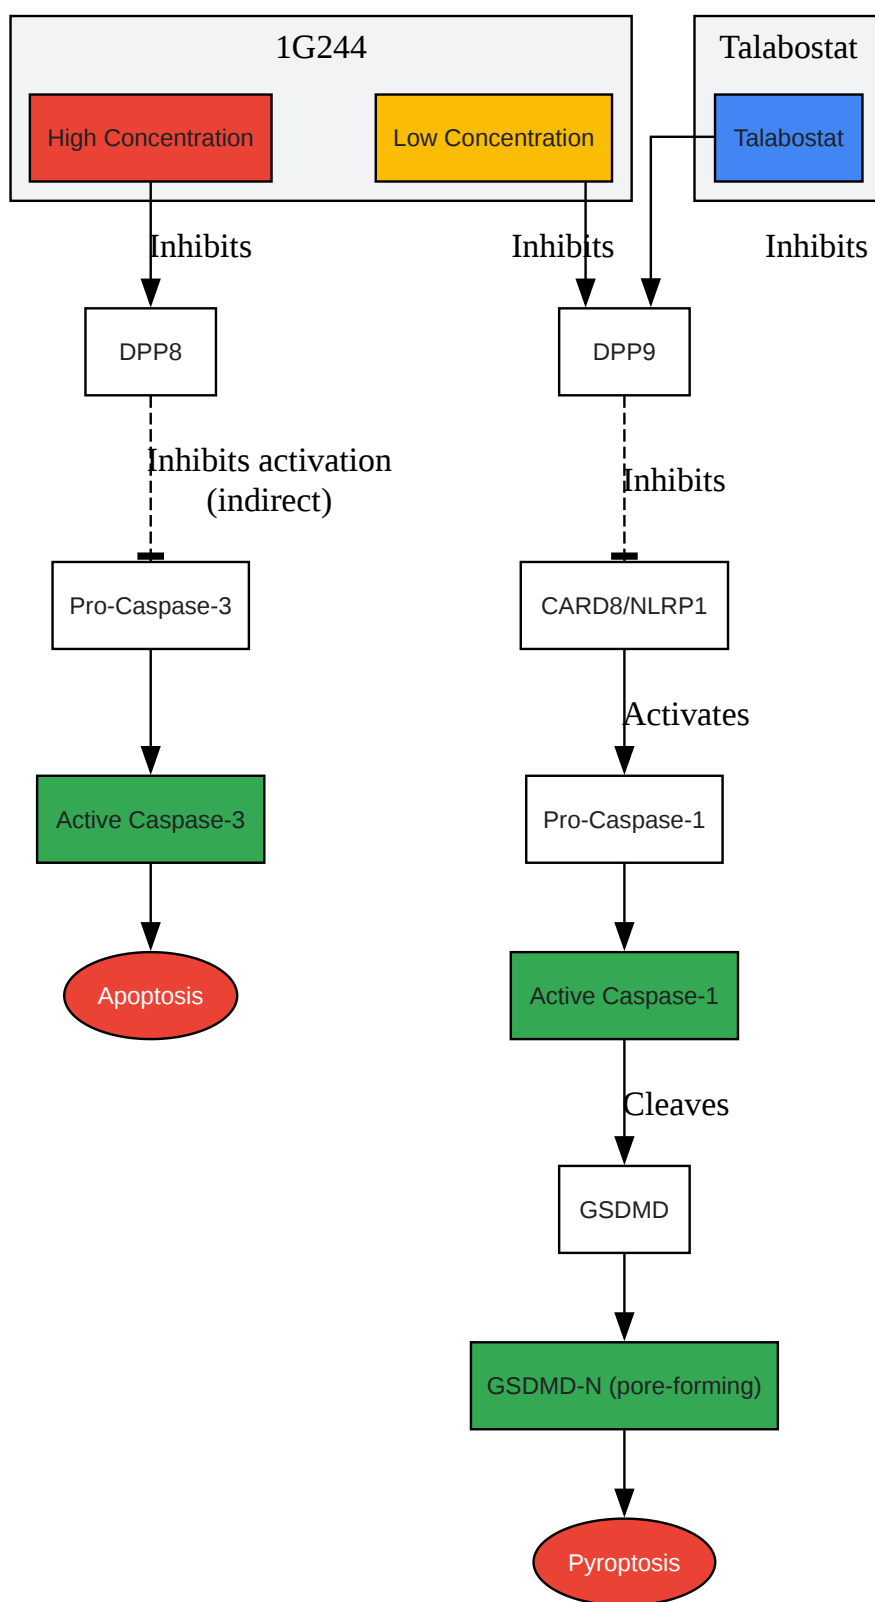 1G244
Talabostat
High Concentration
Low Concentration
Talabostat
Inhibits
Inhibits
Inhibits
DPP8
DPP9
Inhibits activation
(indirect)
Inhibits
Pro-Caspase-3
CARD8/NLRP1
Activates
Active Caspase-3
Pro-Caspase-1
Apoptosis
Active Caspase-1
Cleaves
GSDMD
GSDMD-N (pore-forming)
Pyroptosis